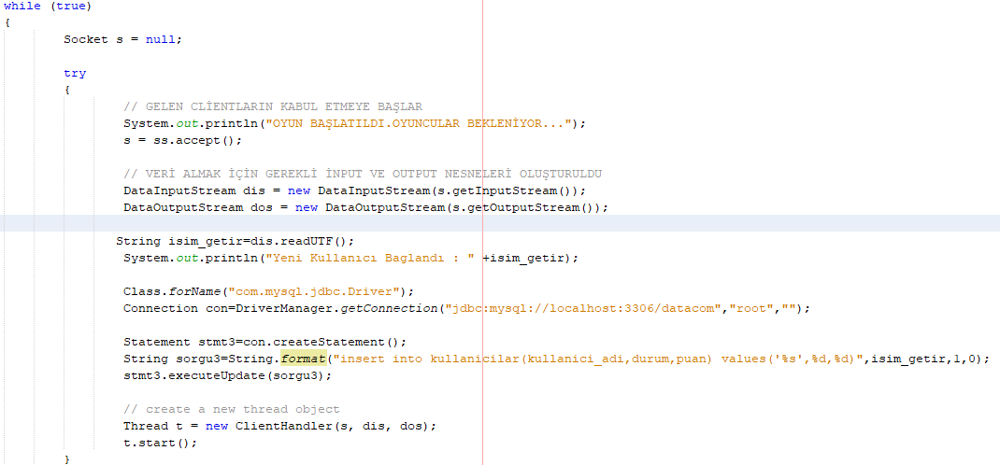 while (true)
{
Socket s = null;
try
{
// GELEN CLİENTLARIN KABUL ETMEYE BAŞLAR
System.out.println("OYUN BAŞLATILDI.OYUNCULAR BEKLENİYOR...");
s = ss.accept();
// VERİ ALMAK İÇİN GEREKLİ İNPUT VE OUTPUT NESNELERİ OLUŞTURULDU
DataInputStream dis = new DataInputStream(s.getInputStream());
DataOutputStream dos = new DataOutputStream(s.getOutputStream());
String isim_getir=dis.readUTF();
System.out.println("Yeni Kullanıcı Baglandı : " +isim_getir);
Class.forName("com.mysql.jdbc.Driver");
Connection con=DriverManager.getConnection("jdbc:mysql://localhost:3306/datacom","root","");
Statement stmt3=con.createStatement();
String sorgu3=String.format("insert into kullanicilar(kullanici_adi,durum,puan) values('%s',%d,%d)",isim_getir,1,0);
stmt3.executeUpdate(sorgu3);
// create a new thread object
Thread t = new ClientHandler(s, dis, dos);
t.start();
}